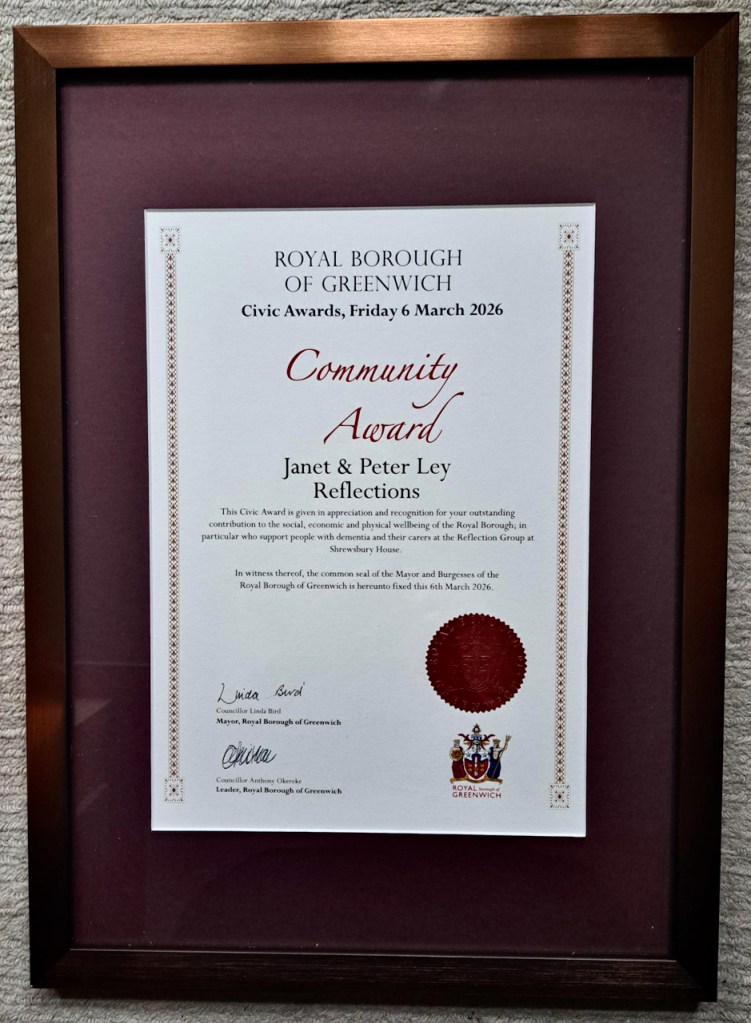 ROYAL BOROUGH
OF GREENWICH
Civic Awards, Friday 6 March 2026
Community
Award
Janet & Peter Ley
Reflections
This Civic Award is given in appreciation and recognition for your outstanding
contribution to the social, economic and physical wellbeing of the Royal Borough; in
particular who support people with dementia and their carers at the Reflection Group at
Shrewsbury House.
In witness thereof, the common seal of the Mayor and Burgesses of the
Royal Borough of Greenwich is hereunto fixed this 6th March 2026.
Linda Bird
Councillor Linda Bird
Mayor, Royal Borough of Greenwich
Councillor Anthony Okereke
Leader, Royal Borough of Greenwich
ROYAL borough of
GREENWICH